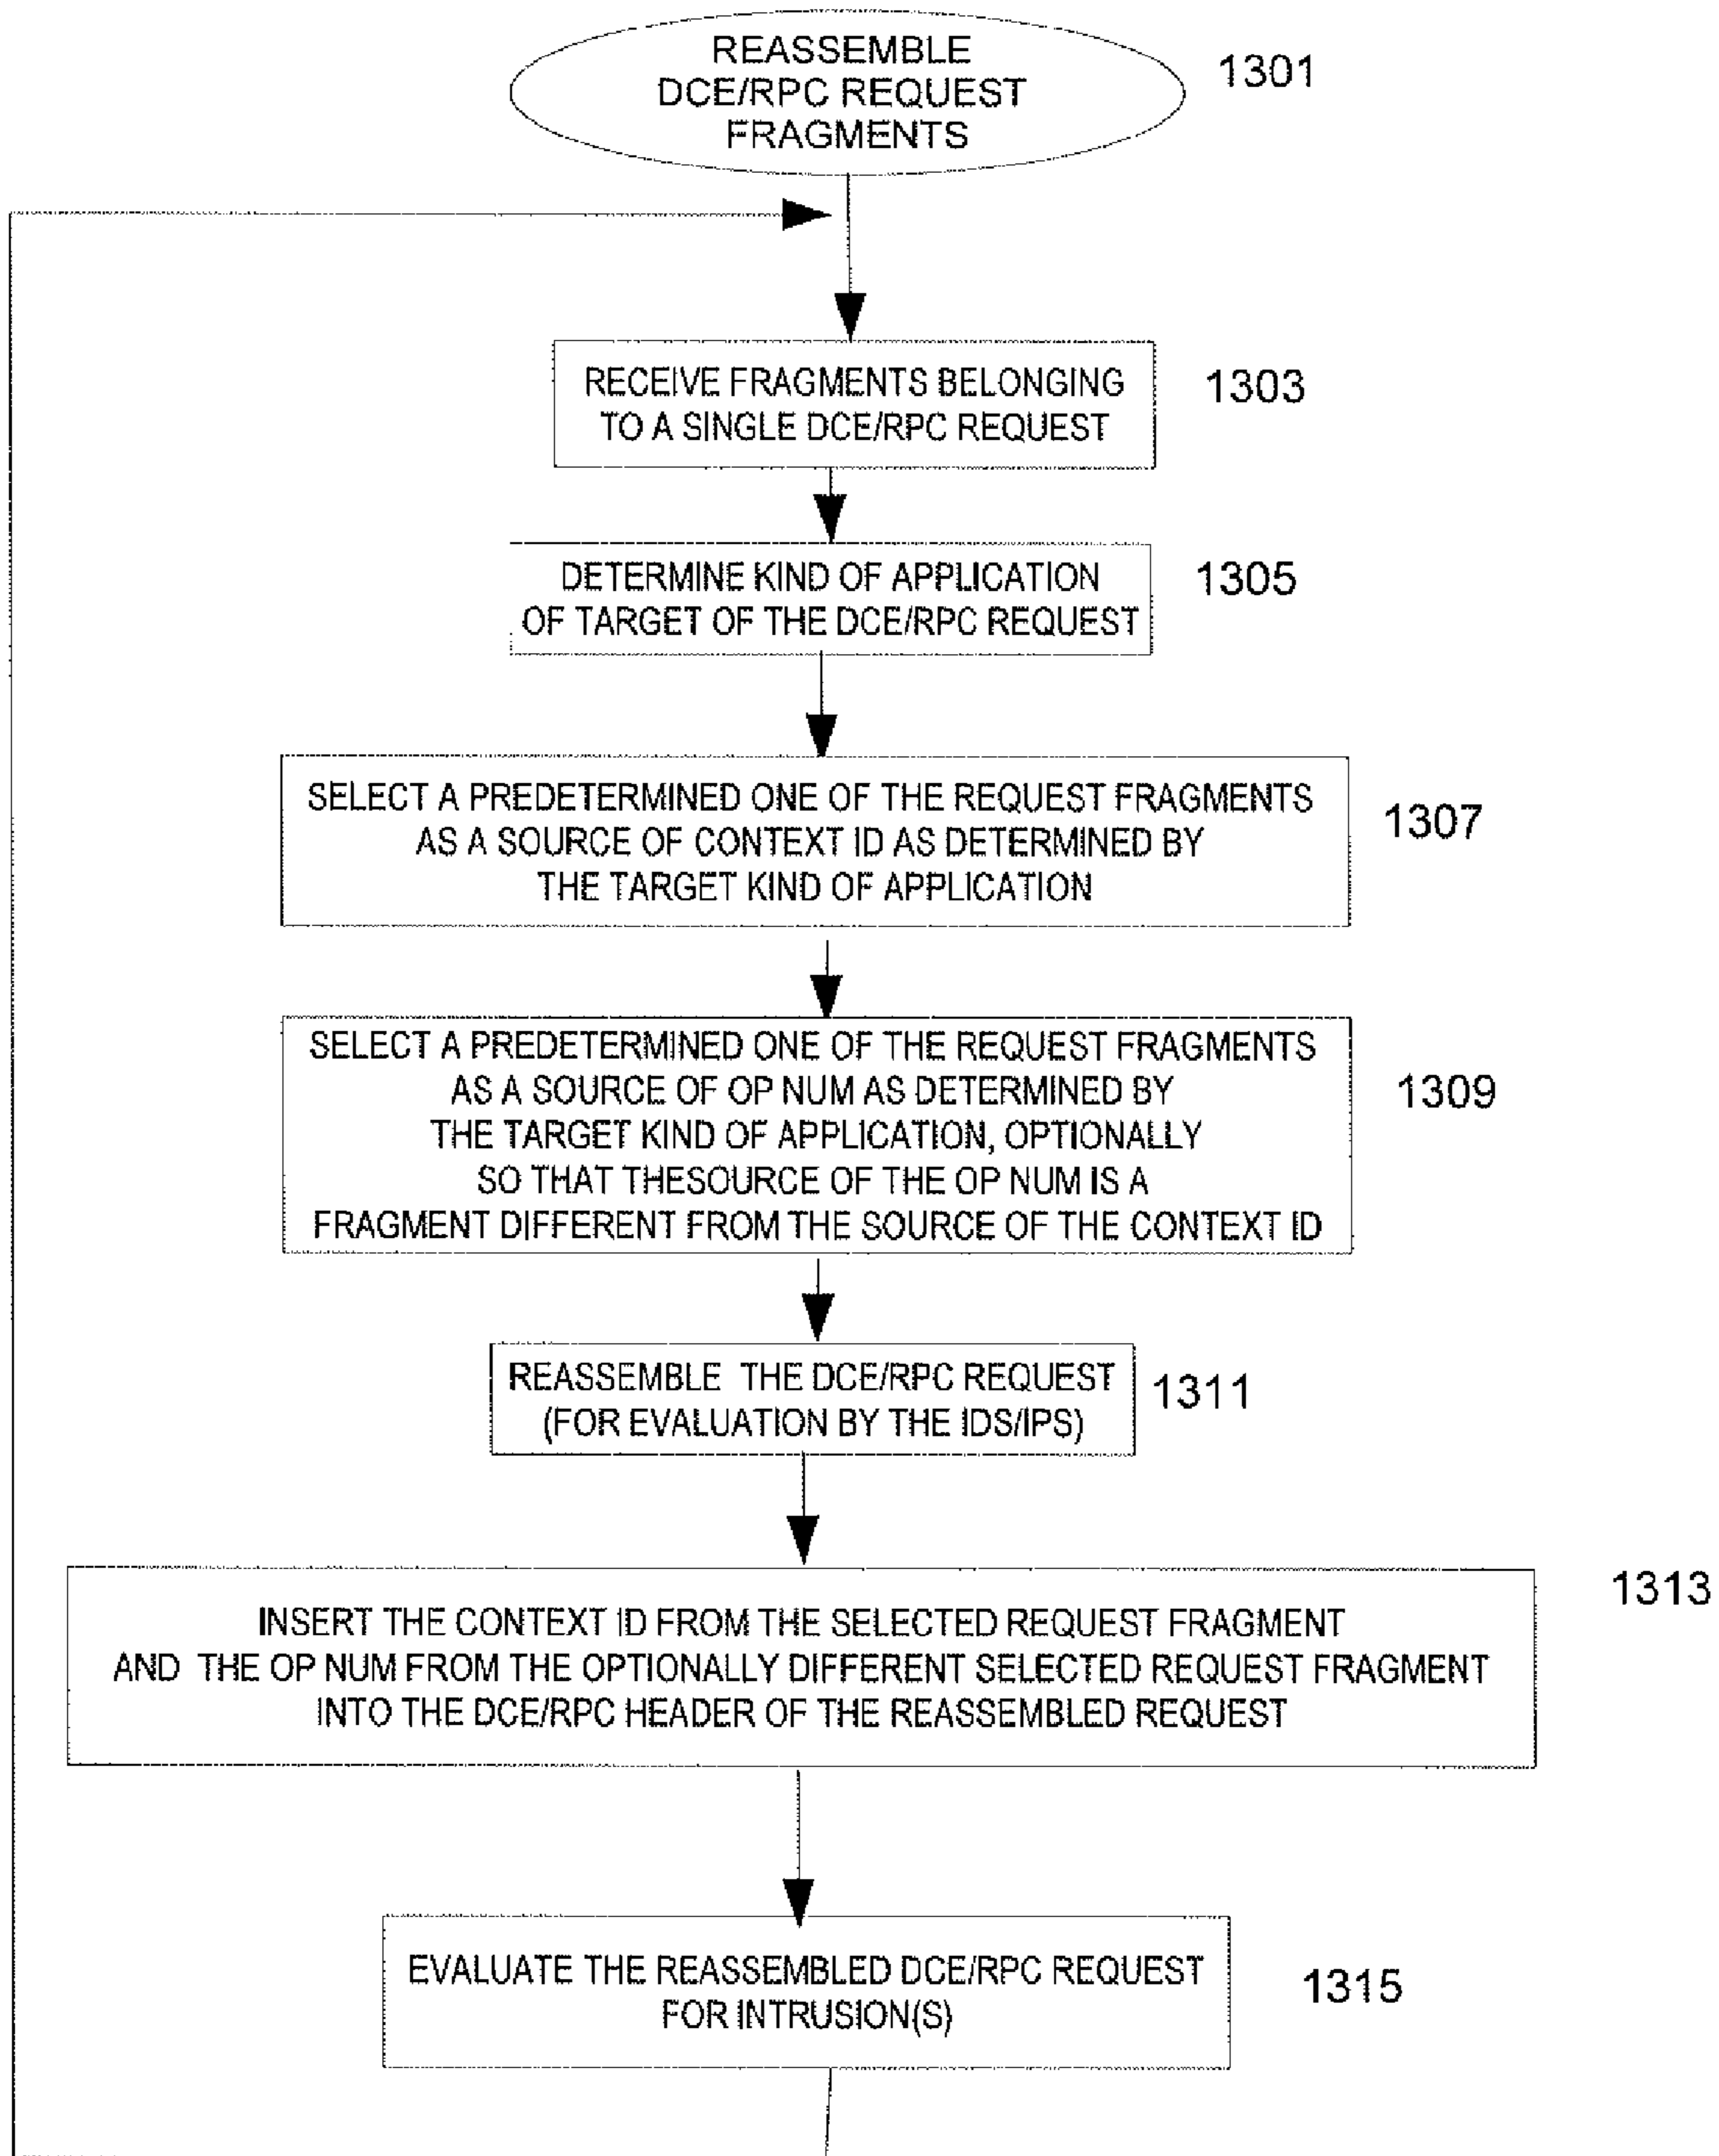 REASSEMBLE
DCE/RPC REQUEST
FRAGMENTS
1301
RECEIVE FRAGMENTS BELONGING
TO A SINGLE DCE/RPC REQUEST
1303
DETERMINE KIND OF APPLICATION
OF TARGET OF THE DCE/RPC REQUEST
1305
SELECT A PREDETERMINED ONE OF THE REQUEST FRAGMENTS
AS A SOURCE OF CONTEXT ID AS DETERMINED BY
THE TARGET KIND OF APPLICATION
1307
SELECT A PREDETERMINED ONE OF THE REQUEST FRAGMENTS
AS A SOURCE OF OP NUM AS DETERMINED BY
THE TARGET KIND OF APPLICATION, OPTIONALLY
SO THAT THESOURCE OF THE OP NUM IS A
FRAGMENT DIFFERENT FROM THE SOURCE OF THE CONTEXT ID
1309
REASSEMBLE THE DCE/RPC REQUEST
(FOR EVALUATION BY THE IDS/IPS)
1311
INSERT THE CONTEXT ID FROM THE SELECTED REQUEST FRAGMENT
AND THE OP NUM FROM THE OPTIONALLY DIFFERENT SELECTED REQUEST FRAGMENT
INTO THE DCE/RPC HEADER OF THE REASSEMBLED REQUEST
1313
EVALUATE THE REASSEMBLED DCE/RPC REQUEST
FOR INTRUSION(S)
1315